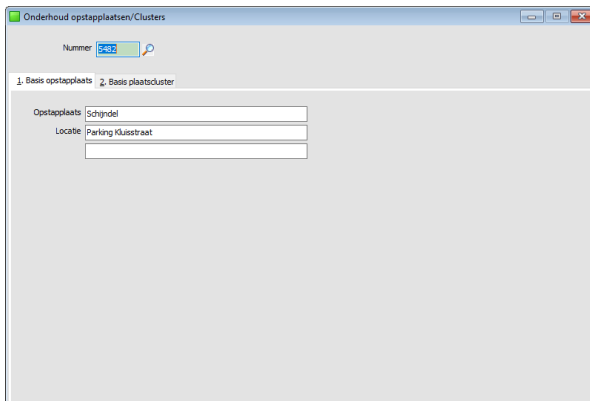 Onderhoud opstapplaatsen/Clusters
Nummer 5482
1. Basis opstapplaats 2. Basis plaatscluster
Opstapplaats Schijndel
Locatie Parking Kluisstraat